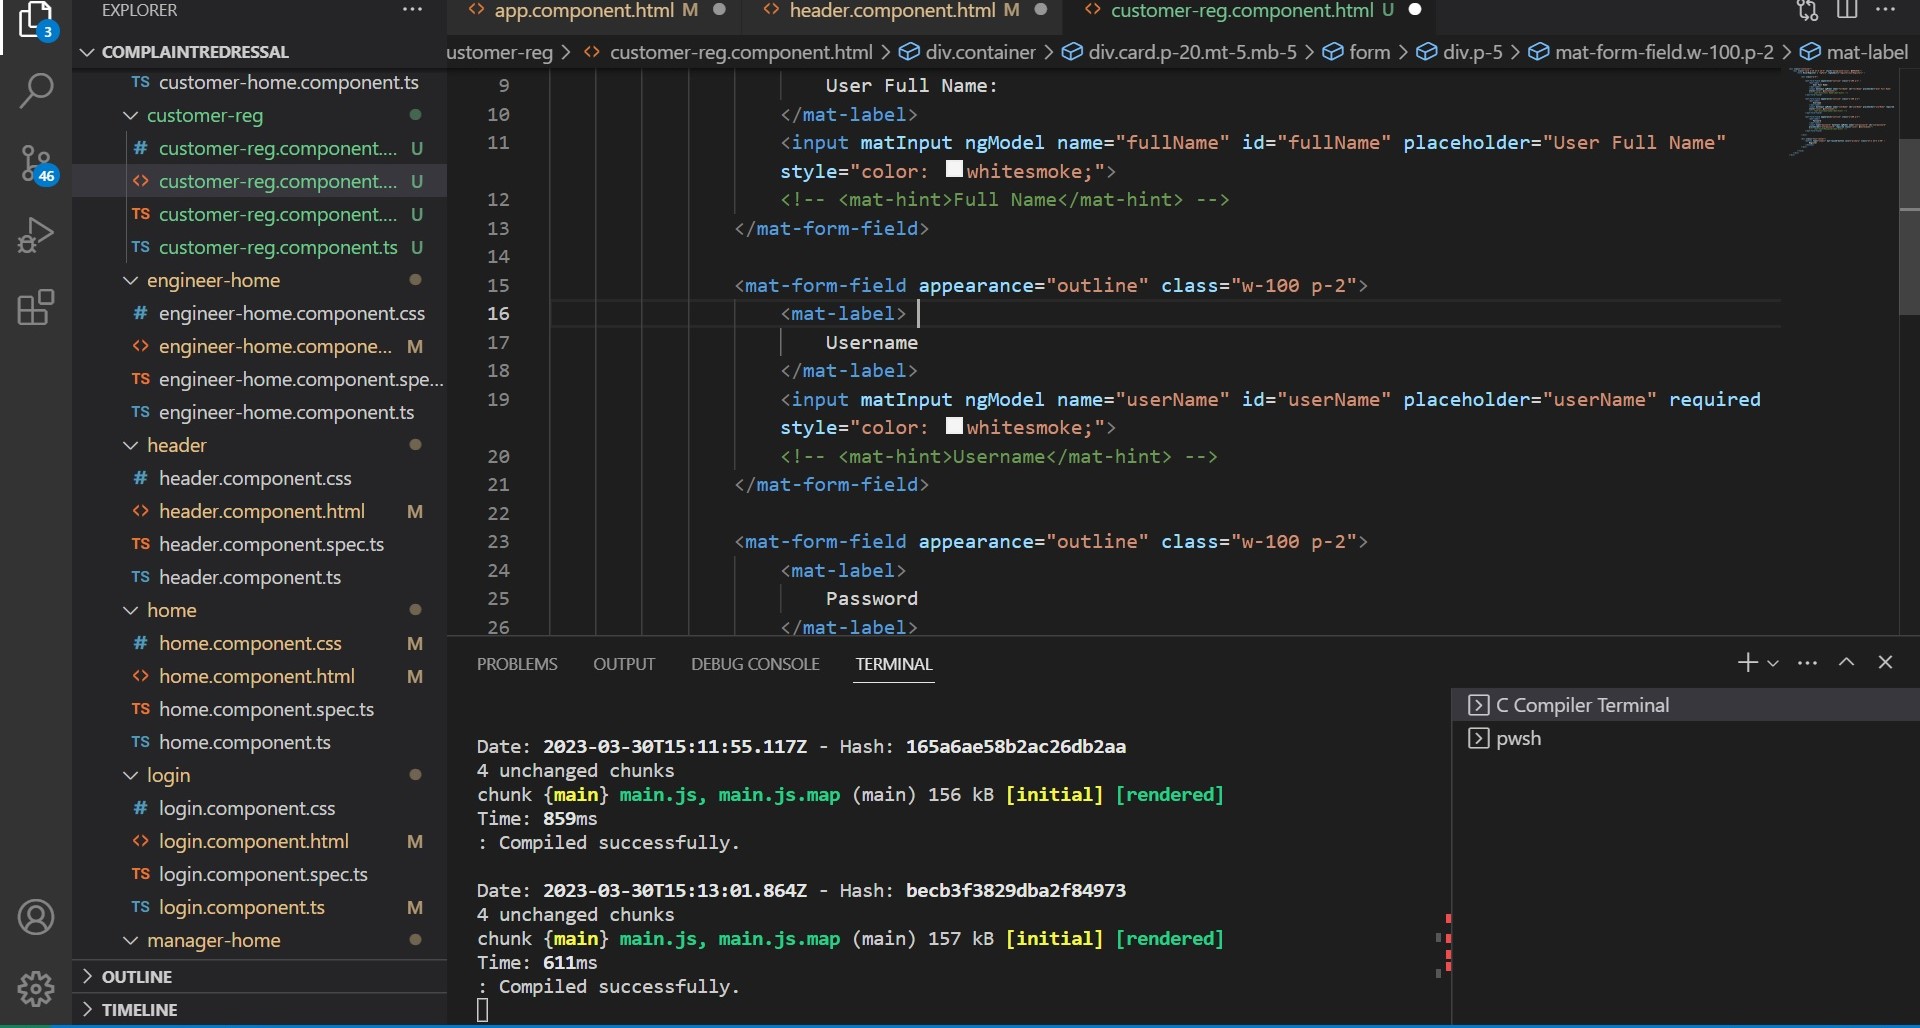 EXPLORER ...
3
COMPLAINTREDRESSAL
TS customer-home.component.ts
customer-reg
# customer-reg.component.... U
46
<> customer-reg.component.... U
TS customer-reg.component.... U
TS customer-reg.component.ts U
engineer-home
# engineer-home.component.css
<> engineer-home.compone... M
TS engineer-home.component.spe...
TS engineer-home.component.ts
header
# header.component.css
<> header.component.html M
TS header.component.spec.ts
TS header.component.ts
home
# home.component.css M
<> home.component.html M
TS home.component.spec.ts
TS home.component.ts
login
# login.component.css
<> login.component.html M
TS login.component.spec.ts
TS login.component.ts M
manager-home
OUTLINE
TIMELINE
<> app.component.html M <> header.component.html M <> customer-reg.component.html U
ustomer-reg > <> customer-reg.component.html > div.container > div.card.p-20.mt-5.mb-5 > form > div.p-5 > mat-form-field.w-100.p-2 > mat-label
9 User Full Name:
10 </mat-label>
11 <input matInput ngModel name="fullName" id="fullName" placeholder="User Full Name"
style="color: whitesmoke;">
12 <!-- <mat-hint>Full Name</mat-hint> -->
13 </mat-form-field>
14
15 <mat-form-field appearance="outline" class="w-100 p-2">
16 <mat-label>
17 Username
18 </mat-label>
19 <input matInput ngModel name="userName" id="userName" placeholder="userName" required
style="color: whitesmoke;">
20 <!-- <mat-hint>Username</mat-hint> -->
21 </mat-form-field>
22
23 <mat-form-field appearance="outline" class="w-100 p-2">
24 <mat-label>
25 Password
26 </mat-label>
PROBLEMS OUTPUT DEBUG CONSOLE TERMINAL
Date: 2023-03-30T15:11:55.117Z - Hash: 165a6ae58b2ac26db2aa
4 unchanged chunks
chunk {main} main.js, main.js.map (main) 156 kB [initial] [rendered]
Time: 859ms
: Compiled successfully.
Date: 2023-03-30T15:13:01.864Z - Hash: becb3f3829dba2f84973
4 unchanged chunks
chunk {main} main.js, main.js.map (main) 157 kB [initial] [rendered]
Time: 611ms
: Compiled successfully.
C Compiler Terminal
pwsh